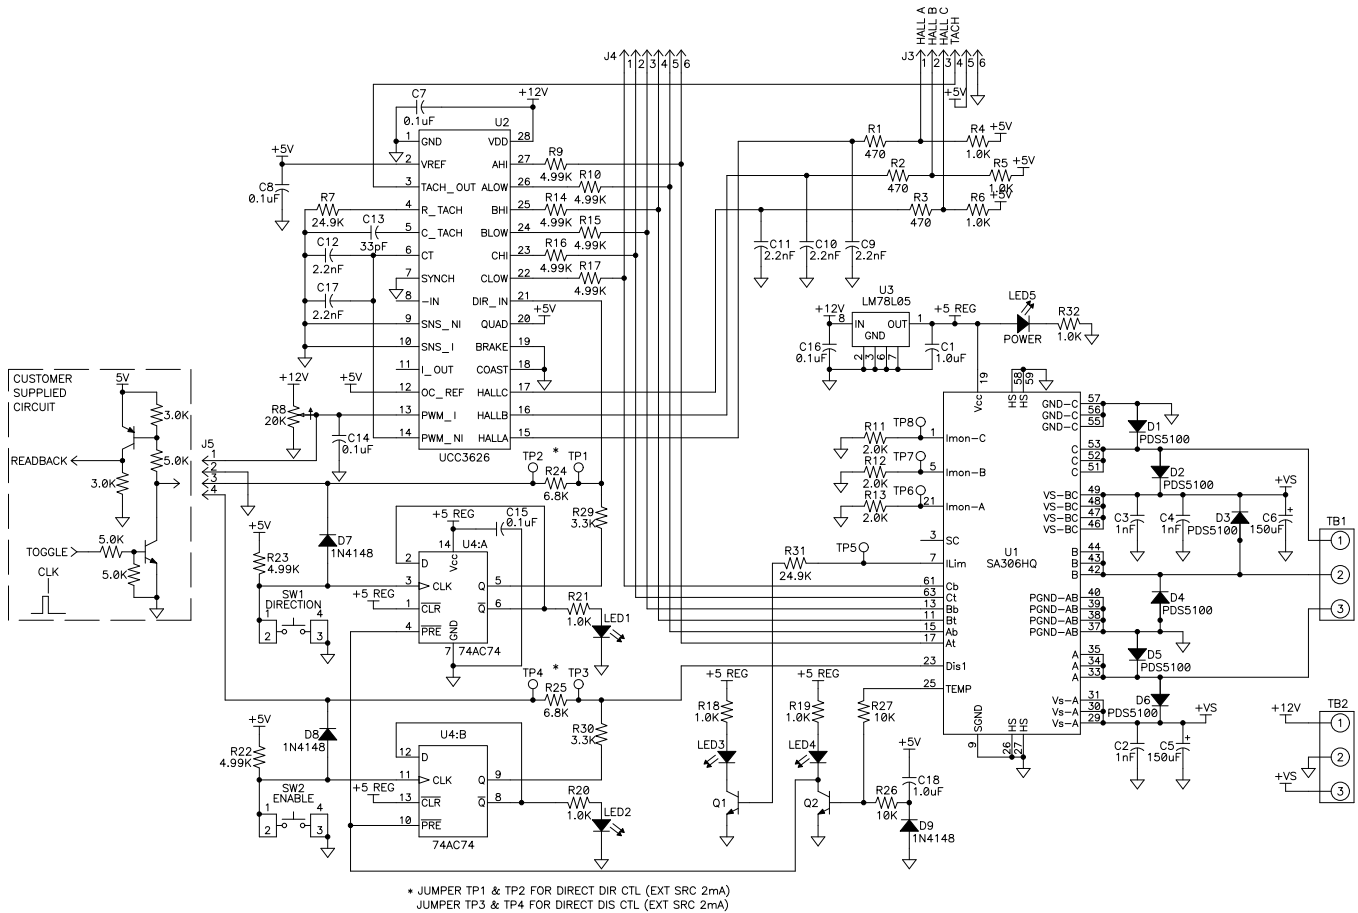 HALL A
HALL B
HALL C
TACH
J4
1 2 3 4 5 6
J3
1 2 3 4 5 6
+5V
C7
0.1uF
+12V
U2
1 GND
VDD 28
2 VREF
AHI 27
3 TACH_OUT
ALOW 26
4 R_TACH
BHI 25
5 C_TACH
BLOW 24
6 CT
CHI 23
7 SYNCH
CLOW 22
8 -IN
DIR_IN 21
9 SNS_NI
QUAD 20
10 SNS_I
BRAKE 19
11 I_OUT
COAST 18
12 OC_REF
HALLC 17
13 PWM_I
HALLB 16
14 PWM_NI
HALLA 15
UCC3626
+5V
C8
0.1uF
R7
24.9K
C13
33pF
C12
2.2nF
C17
2.2nF
R9
4.99K
R10
4.99K
R14
4.99K
R15
4.99K
R16
4.99K
R17
4.99K
+5V
R1
470
R4
1.0K
+5V
R2
470
R5
1.0K
+5V
R3
470
R6
1.0K
+5V
C11
2.2nF
C10
2.2nF
C9
2.2nF
U3
LM78L05
+12V
8 IN
OUT 1
GND
2 3 6 7
+5 REG
C16
0.1uF
C1
1.0uF
LED5
POWER
R32
1.0K
CUSTOMER
SUPPLIED
CIRCUIT
5V
3.0K
5.0K
READBACK
3.0K
TOGGLE
5.0K
5.0K
CLK
J5
1
2
3
4
+12V
R8
20K
+5V
C14
0.1uF
TP2
*
TP1
R24
6.8K
R29
3.3K
+5V
R23
4.99K
D7
1N4148
SW1
DIRECTION
1 4
2 3
+5 REG
C15
0.1uF
14
Vcc
U4:A
2 D
3 CLK
Q 5
+5 REG
1 CLR
Q 6
4 PRE
GND
7
74AC74
R21
1.0K
LED1
TP4
*
TP3
R25
6.8K
R30
3.3K
+5V
R22
4.99K
D8
1N4148
SW2
ENABLE
1 4
2 3
U4:B
12 D
11 CLK
Q 9
+5 REG
13 CLR
Q 8
10 PRE
74AC74
R20
1.0K
LED2
TP8
R11
2.0K
TP7
R12
2.0K
TP6
R13
2.0K
TP5
R31
24.9K
+5 REG
R18
1.0K
LED3
Q1
+5 REG
R19
1.0K
LED4
Q2
R27
10K
R26
10K
+5V
C18
1.0uF
D9
1N4148
U1
SA306HQ
19
Vcc
58
HS
59
HS
1 Imon-C
5 Imon-B
21 Imon-A
3 SC
7 ILim
61 Cb
63 Ct
13 Bb
11 Bt
15 Ab
17 At
23 Dis1
25 TEMP
SGND
9
HS
26
HS
27
GND-C 57
GND-C 56
GND-C 55
C 53
C 52
C 51
VS-BC 49
VS-BC 48
VS-BC 47
VS-BC 46
B 44
B 43
B 42
PGND-AB 40
PGND-AB 39
PGND-AB 38
PGND-AB 37
A 35
A 34
A 33
Vs-A 31
Vs-A 30
Vs-A 29
D1
PDS5100
D2
PDS5100
+VS
C3
1nF
C4
1nF
D3
PDS5100
C6
150uF
+
D4
PDS5100
D5
PDS5100
D6
PDS5100
+VS
C2
1nF
C5
150uF
+
TB1
1
2
3
TB2
+12V
1
2
+VS
3
* JUMPER TP1 & TP2 FOR DIRECT DIR CTL (EXT SRC 2mA)
JUMPER TP3 & TP4 FOR DIRECT DIS CTL (EXT SRC 2mA)